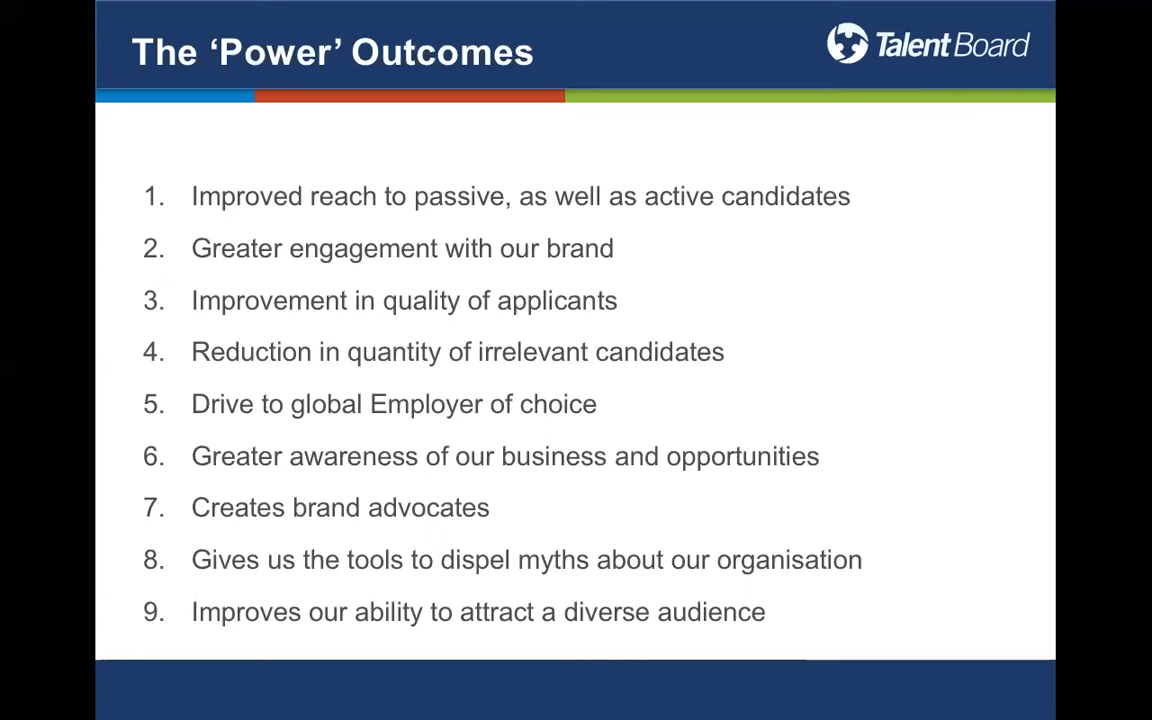 The ‘Power’ Outcomes
Talent Board
1. Improved reach to passive, as well as active candidates
2. Greater engagement with our brand
3. Improvement in quality of applicants
4. Reduction in quantity of irrelevant candidates
5. Drive to global Employer of choice
6. Greater awareness of our business and opportunities
7. Creates brand advocates
8. Gives us the tools to dispel myths about our organisation
9. Improves our ability to attract a diverse audience